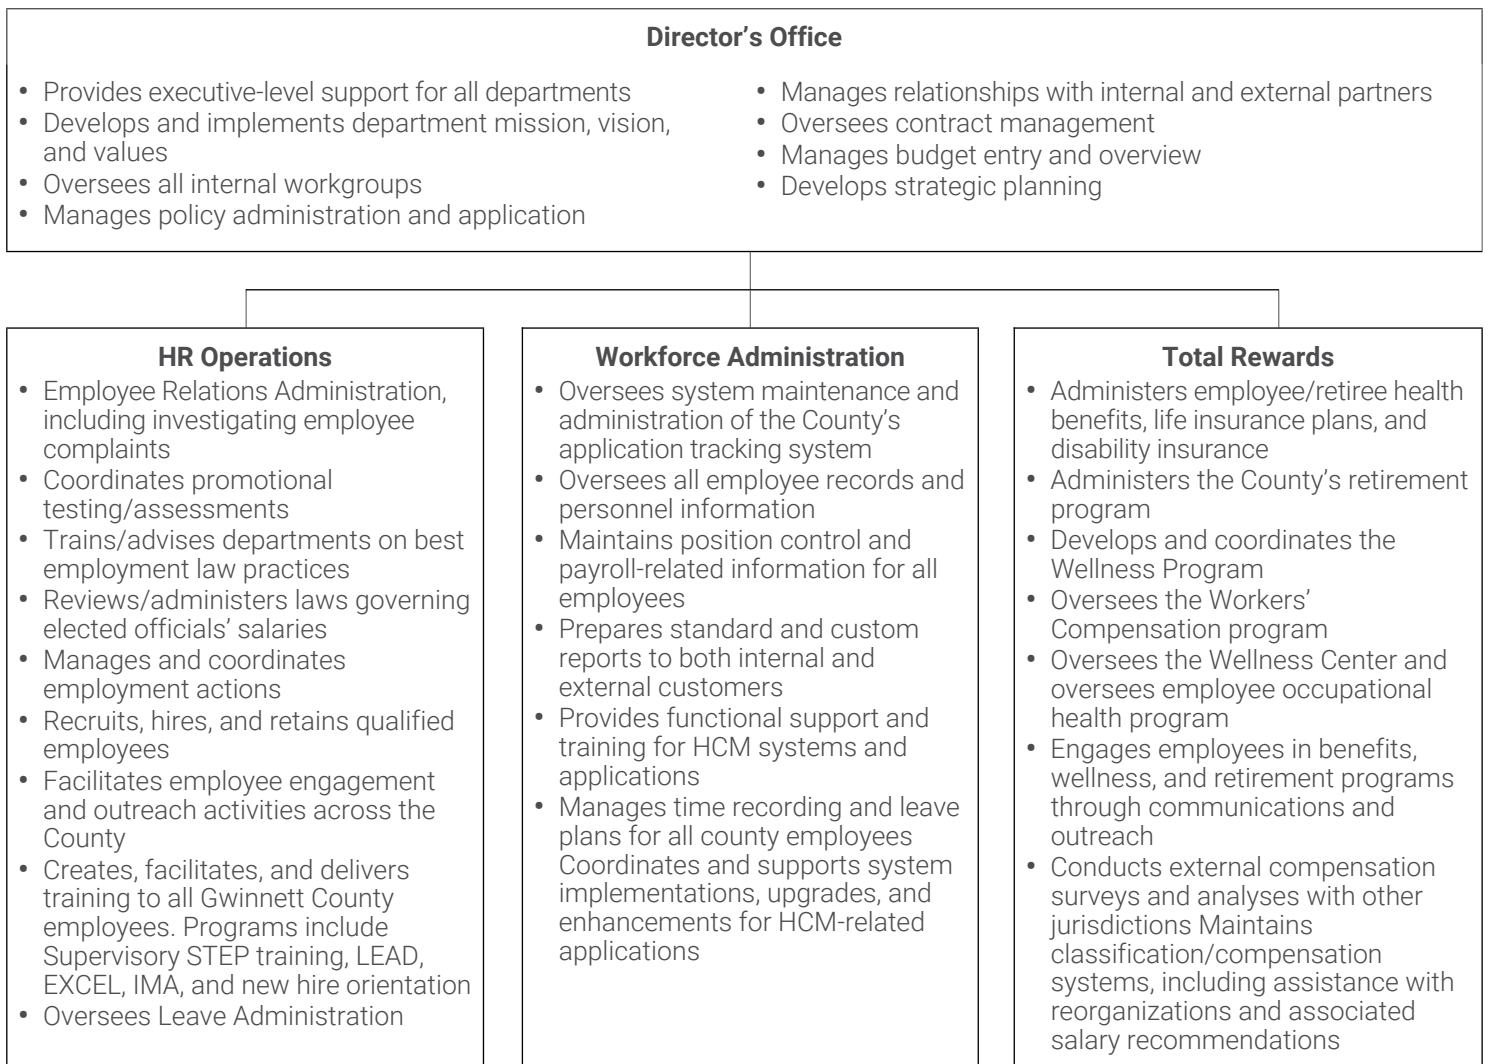 Director’s Office
• Provides executive-level support for all departments
• Develops and implements department mission, vision,
and values
• Oversees all internal workgroups
• Manages policy administration and application
• Manages relationships with internal and external partners
• Oversees contract management
• Manages budget entry and overview
• Develops strategic planning
HR Operations
• Employee Relations Administration,
including investigating employee
complaints
• Coordinates promotional
testing/assessments
• Trains/advises departments on best
employment law practices
• Reviews/administers laws governing
elected officials’ salaries
• Manages and coordinates
employment actions
• Recruits, hires, and retains qualified
employees
• Facilitates employee engagement
and outreach activities across the
County
• Creates, facilitates, and delivers
training to all Gwinnett County
employees. Programs include
Supervisory STEP training, LEAD,
EXCEL, IMA, and new hire orientation
• Oversees Leave Administration
Workforce Administration
• Oversees system maintenance and
administration of the County’s
application tracking system
• Oversees all employee records and
personnel information
• Maintains position control and
payroll-related information for all
employees
• Prepares standard and custom
reports to both internal and
external customers
• Provides functional support and
training for HCM systems and
applications
• Manages time recording and leave
plans for all county employees
Coordinates and supports system
implementations, upgrades, and
enhancements for HCM-related
applications
Total Rewards
• Administers employee/retiree health
benefits, life insurance plans, and
disability insurance
• Administers the County’s retirement
program
• Develops and coordinates the
Wellness Program
• Oversees the Workers’
Compensation program
• Oversees the Wellness Center and
oversees employee occupational
health program
• Engages employees in benefits,
wellness, and retirement programs
through communications and
outreach
• Conducts external compensation
surveys and analyses with other
jurisdictions Maintains
classification/compensation
systems, including assistance with
reorganizations and associated
salary recommendations